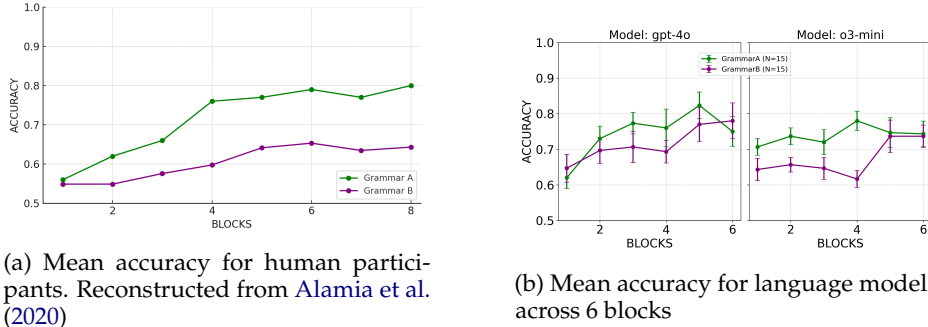 1.0
0.9
0.8
0.7
0.6
0.5
ACCURACY
2
4
6
8
BLOCKS
Grammar A
Grammar B
(a) Mean accuracy for human partici-
pants. Reconstructed from Alamia et al.
(2020)
Model: gpt-4o
Model: o3-mini
GrammarA (N=15)
GrammarB (N=15)
1.0
0.9
0.8
0.7
0.6
0.5
ACCURACY
2
4
6
2
4
6
BLOCKS
BLOCKS
(b) Mean accuracy for language model
across 6 blocks